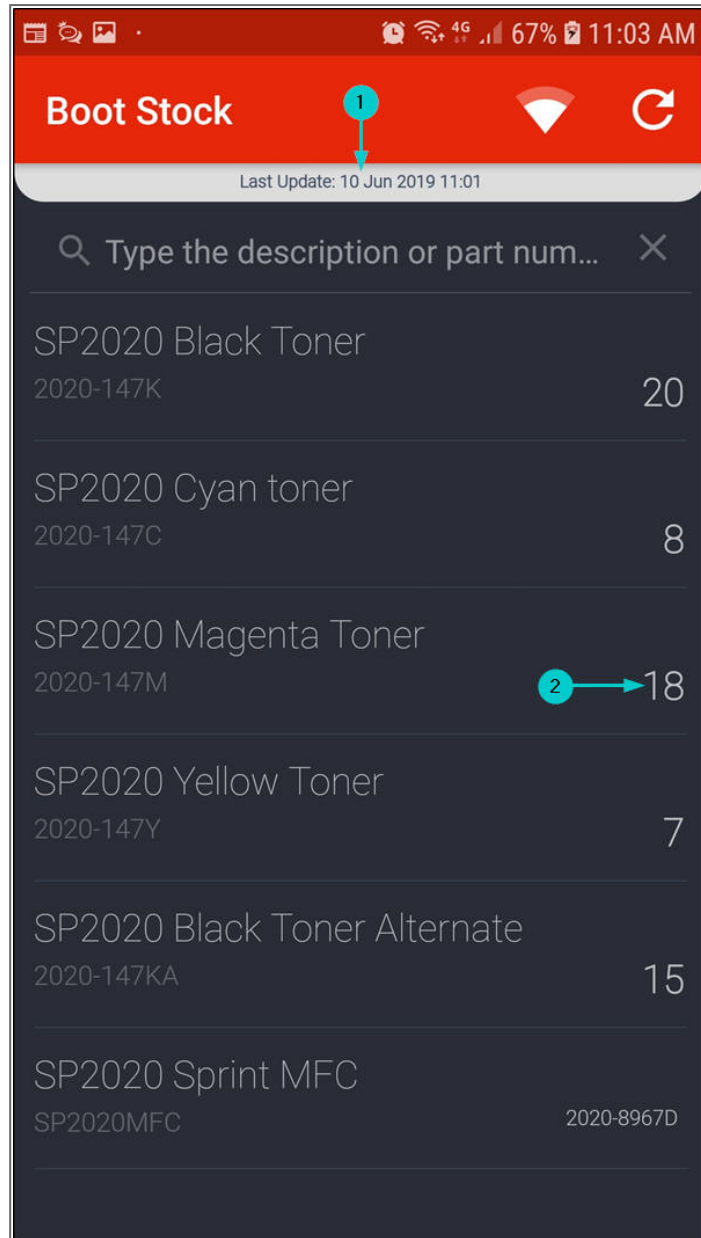 4G 67% 11:03 AM
Boot Stock
1
Last Update: 10 Jun 2019 11:01
Type the description or part num...
SP2020 Black Toner
2020-147K
20
SP2020 Cyan toner
2020-147C
8
SP2020 Magenta Toner
2020-147M
2
18
SP2020 Yellow Toner
2020-147Y
7
SP2020 Black Toner Alternate
2020-147KA
15
SP2020 Sprint MFC
SP2020MFC
2020-8967D